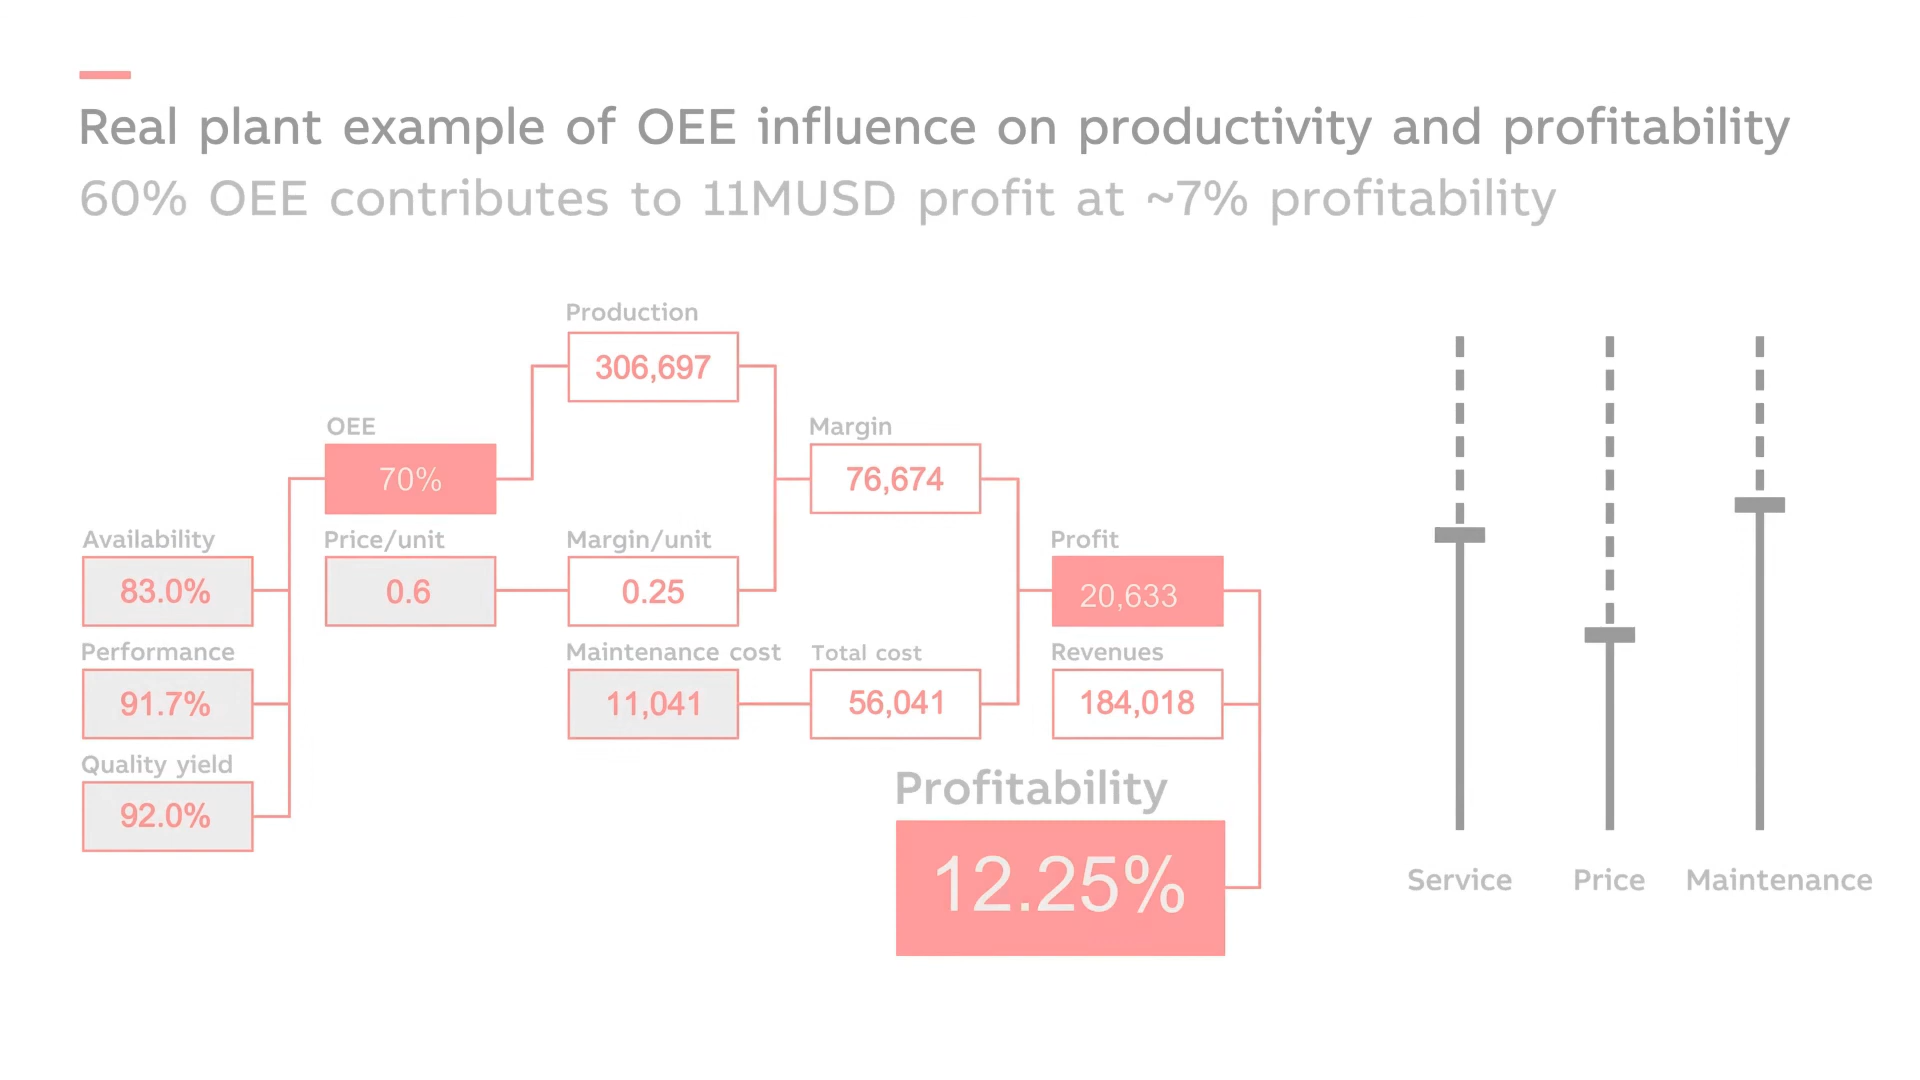 Real plant example of OEE influence on productivity and profitability
60% OEE contributes to 11MUSD profit at ~7% profitability
Production
306,697
OEE
70%
Margin
76,674
Availability
83.0%
Price/unit
0.6
Margin/unit
0.25
Profit
20,633
Performance
91.7%
Maintenance cost
11,041
Total cost
56,041
Revenues
184,018
Quality yield
92.0%
Profitability
12.25%
Service
Price
Maintenance